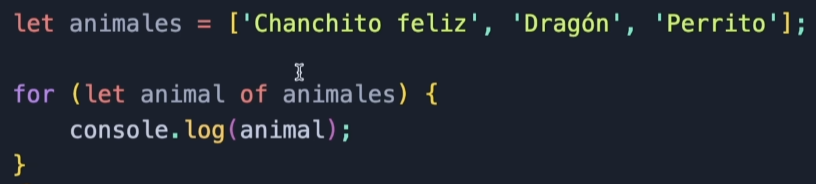 let animales = ['Chanchito feliz', 'Dragón', 'Perrito'];
for (let animal of animales) {
    console.log(animal);
}